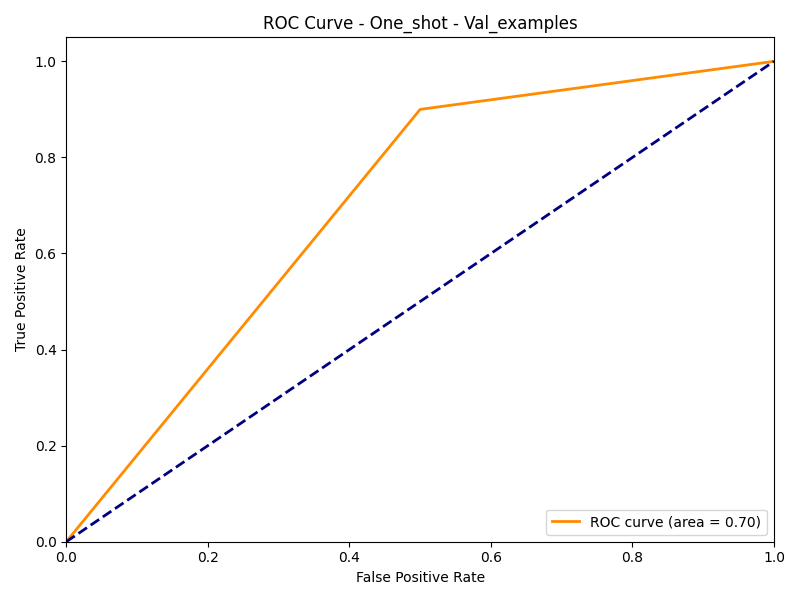 ROC Curve - One_shot - Val_examples
True Positive Rate
1.0
0.8
0.6
0.4
0.2
0.0
ROC curve (area = 0.70)
0.0 0.2 0.4 0.6 0.8 1.0
False Positive Rate